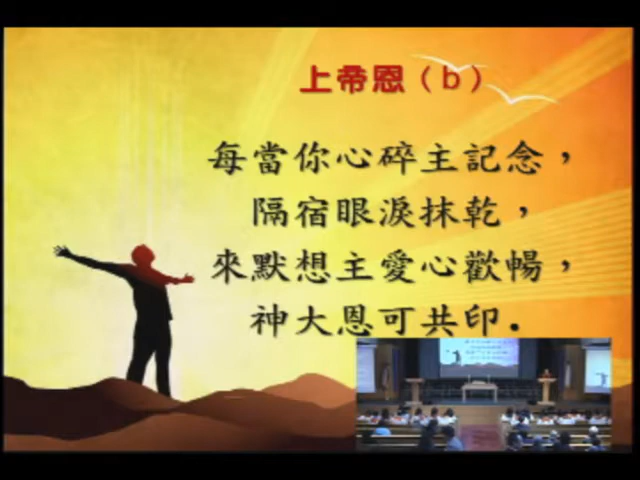 上帝恩（b）
每當你心碎主記念，
隔宿眼淚抹乾，
來默想主愛心歡暢，
神大恩可共印．